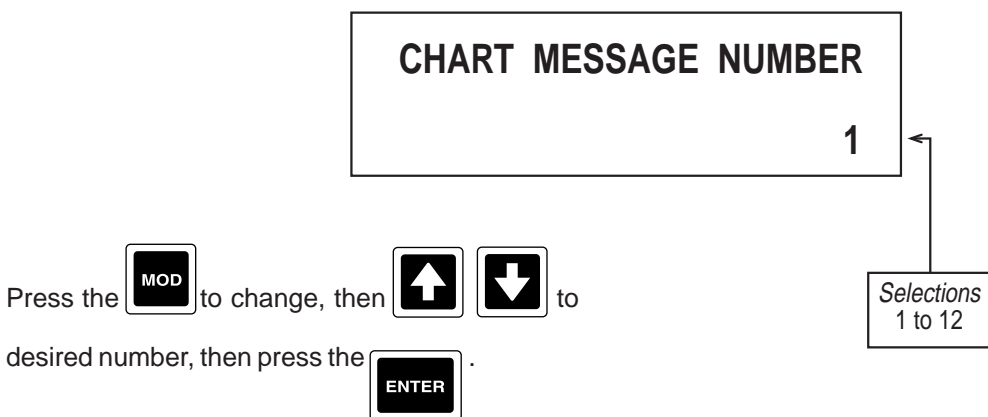 CHART MESSAGE NUMBER
1
Selections
1 to 12
Press the MOD to change, then to
desired number, then press the ENTER .